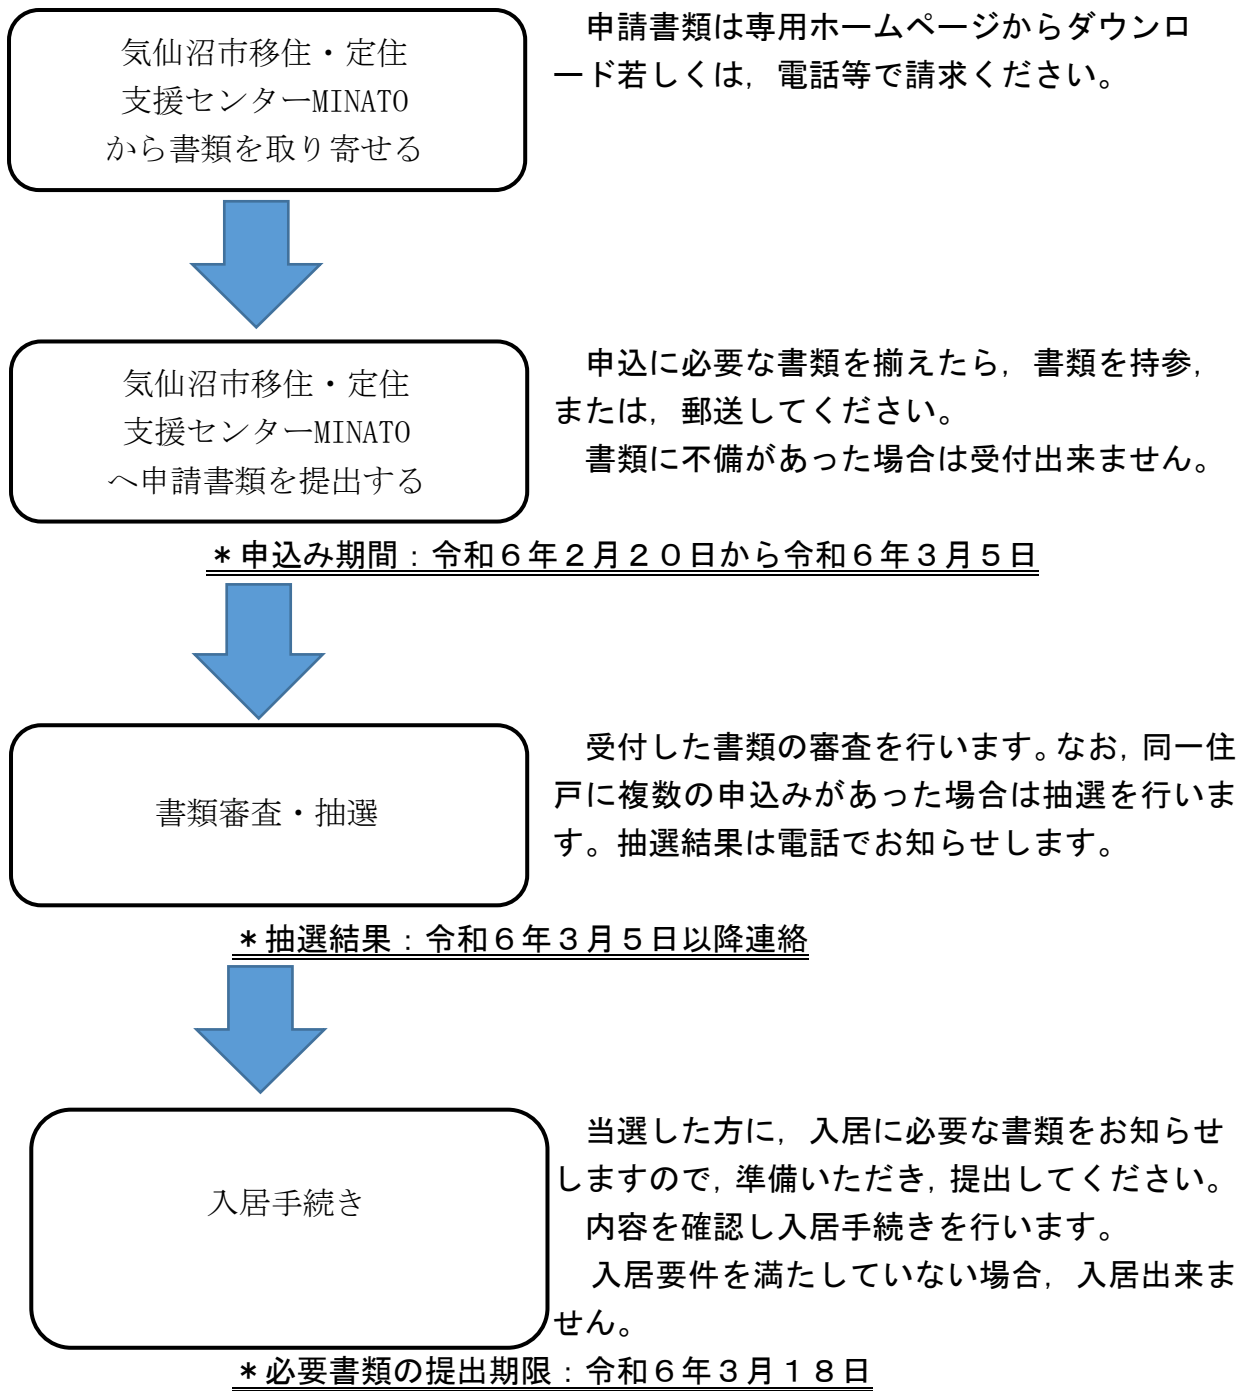 気仙沼市移住・定住
支援センターMINATO
から書類を取り寄せる
申請書類は専用ホームページからダウンロ
ード若しくは，電話等で請求ください。
気仙沼市移住・定住
支援センターMINATO
へ申請書類を提出する
申込に必要な書類を揃えたら，書類を持参，
または，郵送してください。
書類に不備があった場合は受付出来ません。
＊申込み期間：令和６年２月２０日から令和６年３月５日
書類審査・抽選
受付した書類の審査を行います。なお，同一住
戸に複数の申込みがあった場合は抽選を行いま
す。抽選結果は電話でお知らせします。
＊抽選結果：令和６年３月５日以降連絡
入居手続き
当選した方に，入居に必要な書類をお知らせ
しますので，準備いただき，提出してください。
内容を確認し入居手続きを行います。
入居要件を満たしていない場合，入居出来ま
せん。
＊必要書類の提出期限：令和６年３月１８日